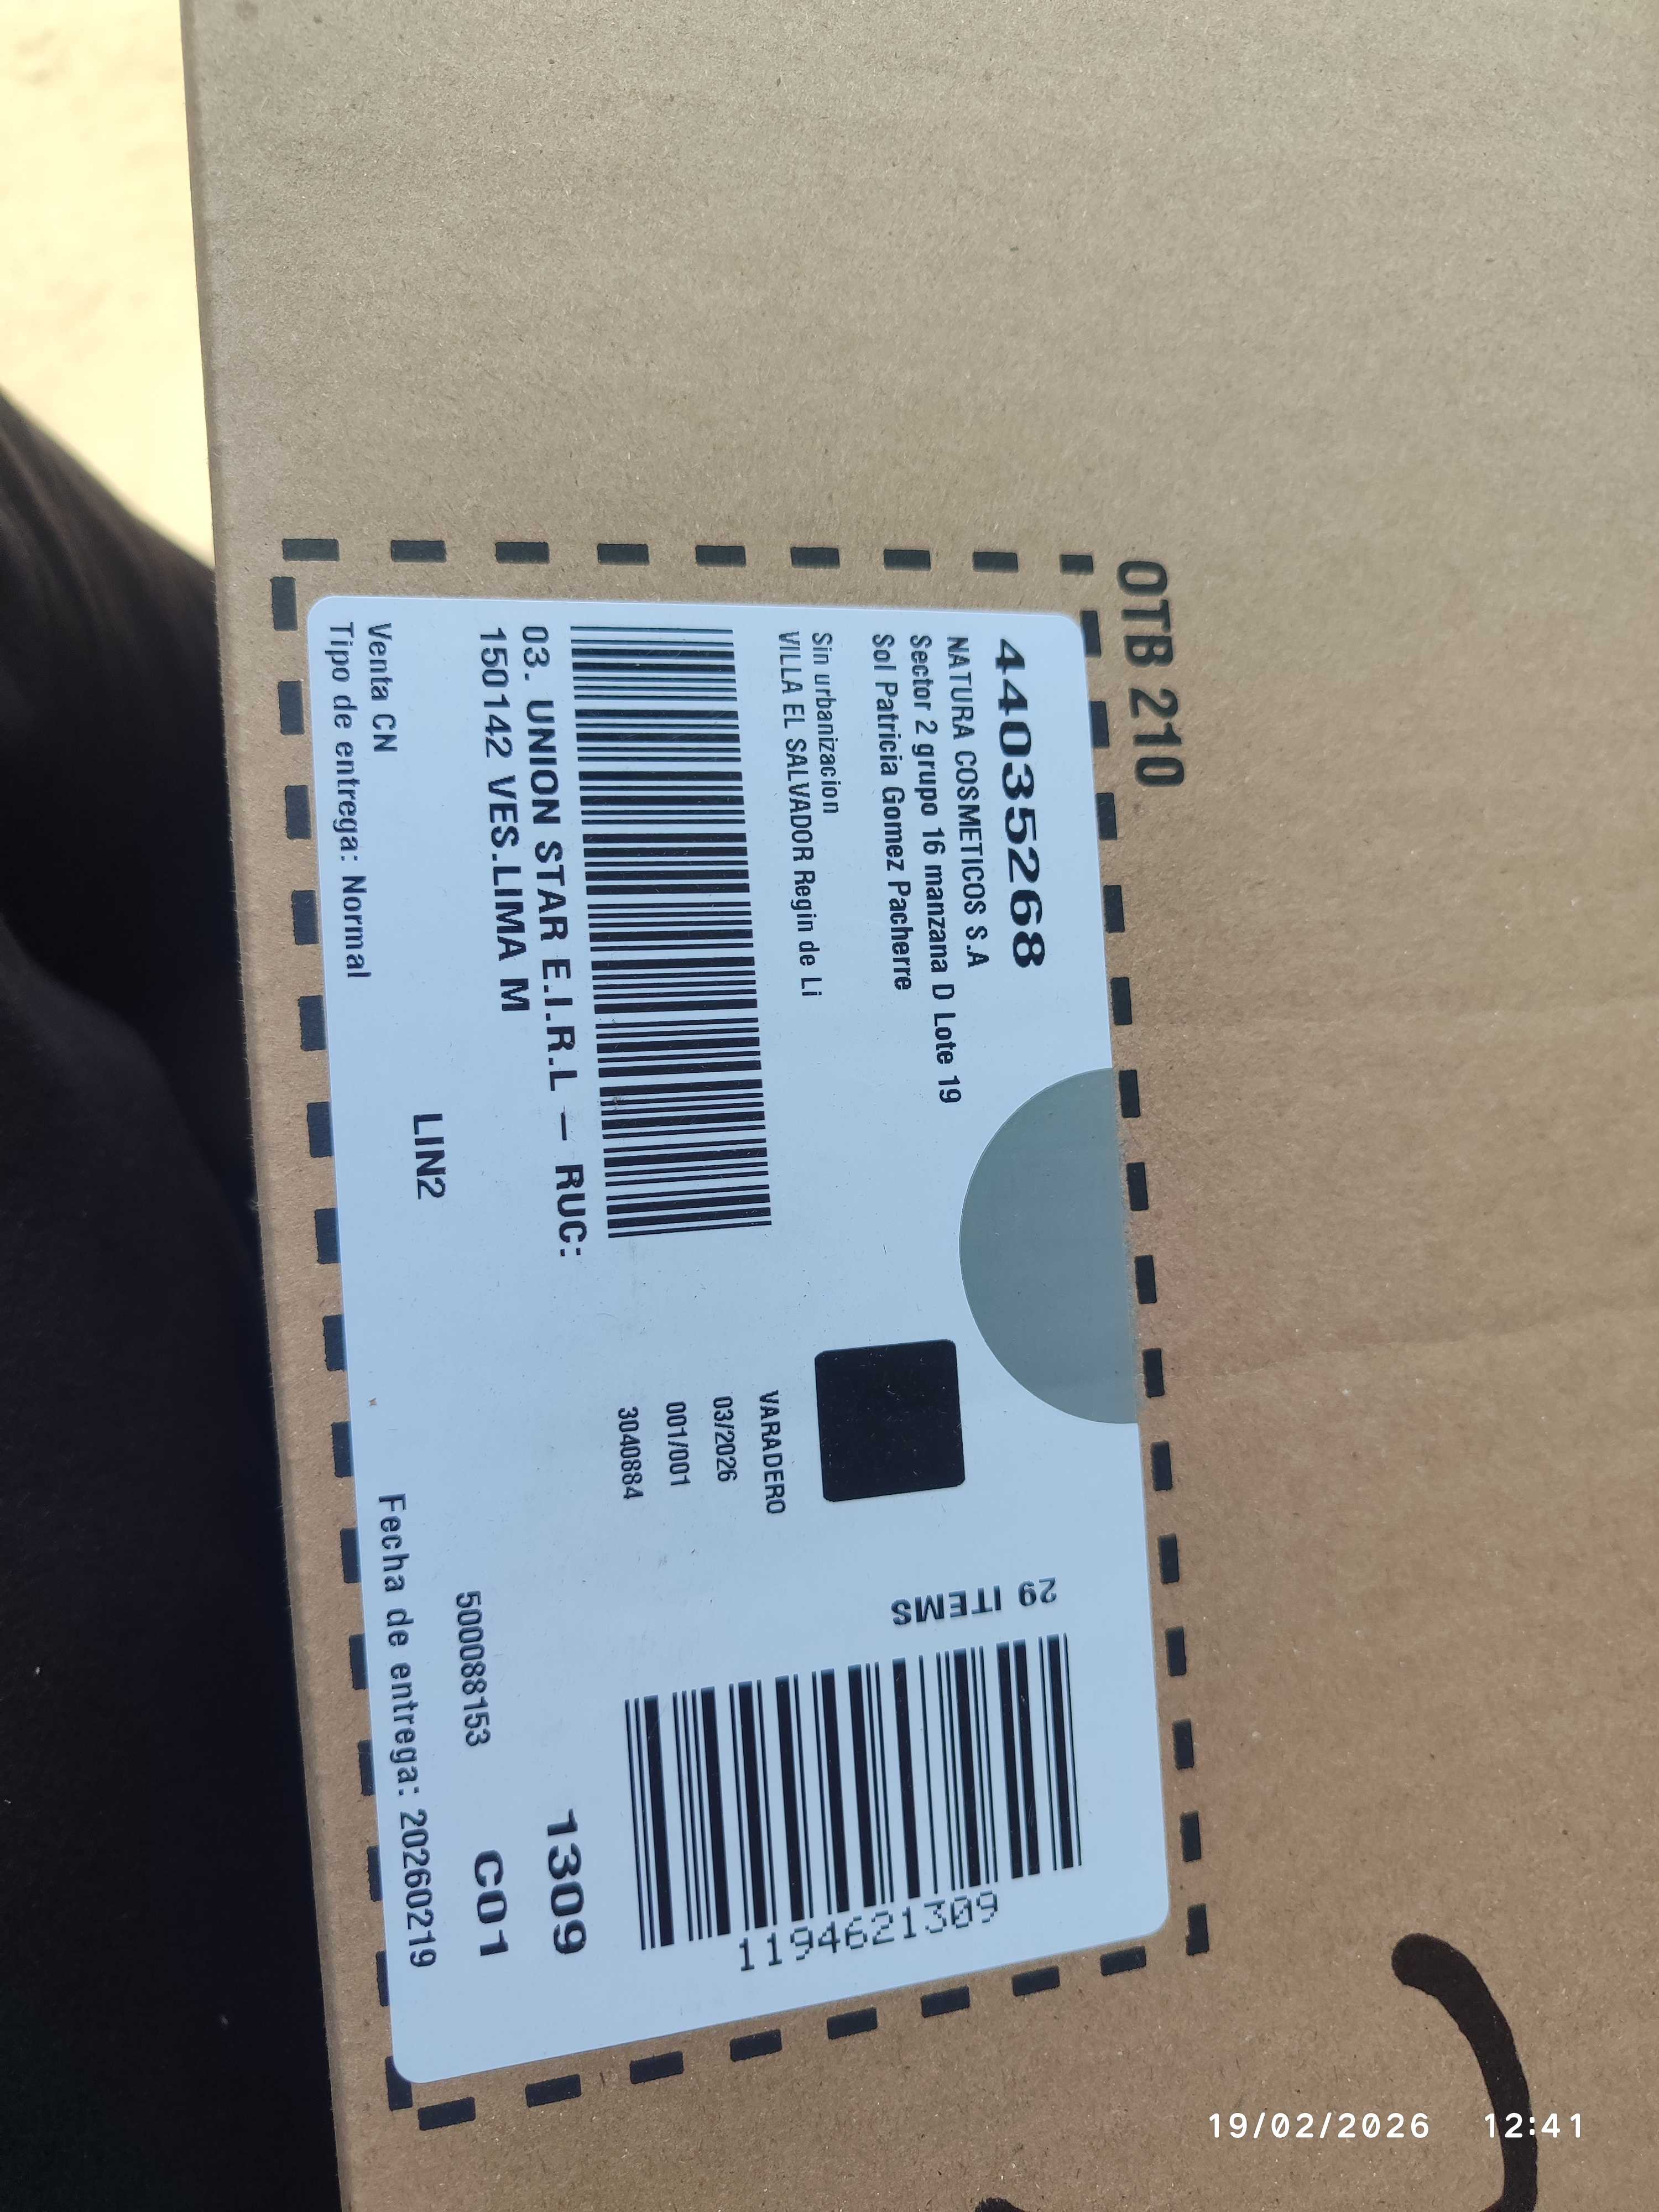 OTB 210
44035268
NATURA COSMETICOS S.A
Sector 2 grupo 16 manzana D Lote 19
Sol Patricia Gomez Pacherre
Sin urbanizacion
VILLA EL SALVADOR Regin de Li
03. UNION STAR E.I.R.L – RUC:
150142 VES.LIMA M
LIN2
Venta CN
Tipo de entrega: Normal
VARADERO
03/2026
001/001
3040884
29 ITEMS
1194621309
1309
500088153
C01
Fecha de entrega: 20260219
19/02/2026 12:41